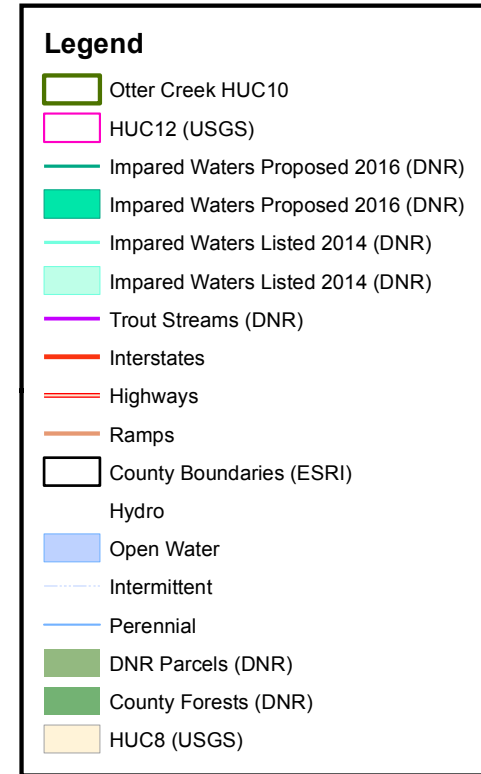 Legend
Otter Creek HUC10
HUC12 (USGS)
Impared Waters Proposed 2016 (DNR)
Impared Waters Proposed 2016 (DNR)
Impared Waters Listed 2014 (DNR)
Impared Waters Listed 2014 (DNR)
Trout Streams (DNR)
Interstates
Highways
Ramps
County Boundaries (ESRI)
Hydro
Open Water
Intermittent
Perennial
DNR Parcels (DNR)
County Forests (DNR)
HUC8 (USGS)